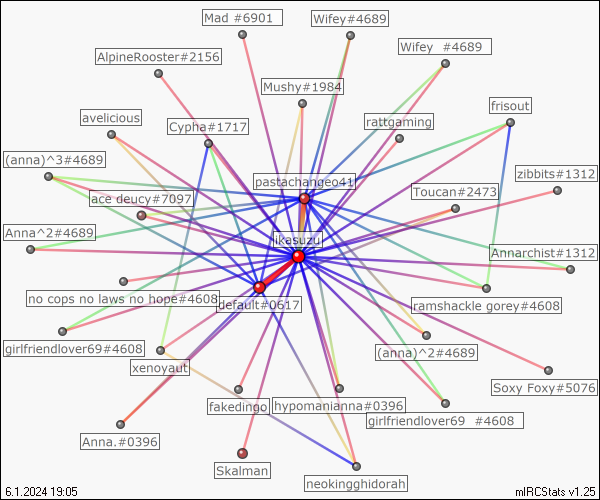 Mad #6901
Wifey#4689
Wifey  #4689
AlpineRooster#2156
Mushy#1984
frisout
avelicious
Cypha#1717
rattgaming
(anna)^3#4689
zibbits#1312
pastachangeo41
ace deucy#7097
Toucan#2473
Anna^2#4689
ikasuzu
Annarchist#1312
no cops no laws no hope#4608
default#0617
ramshackle gorey#4608
girlfriendlover69#4608
(anna)^2#4689
xenoyaut
Soxy Foxy#5076
fakedingo
hypomanianna#0396
girlfriendlover69  #4608
Anna.#0396
Skalman
neokingghidorah
6.1.2024 19:05
mIRCStats v1.25